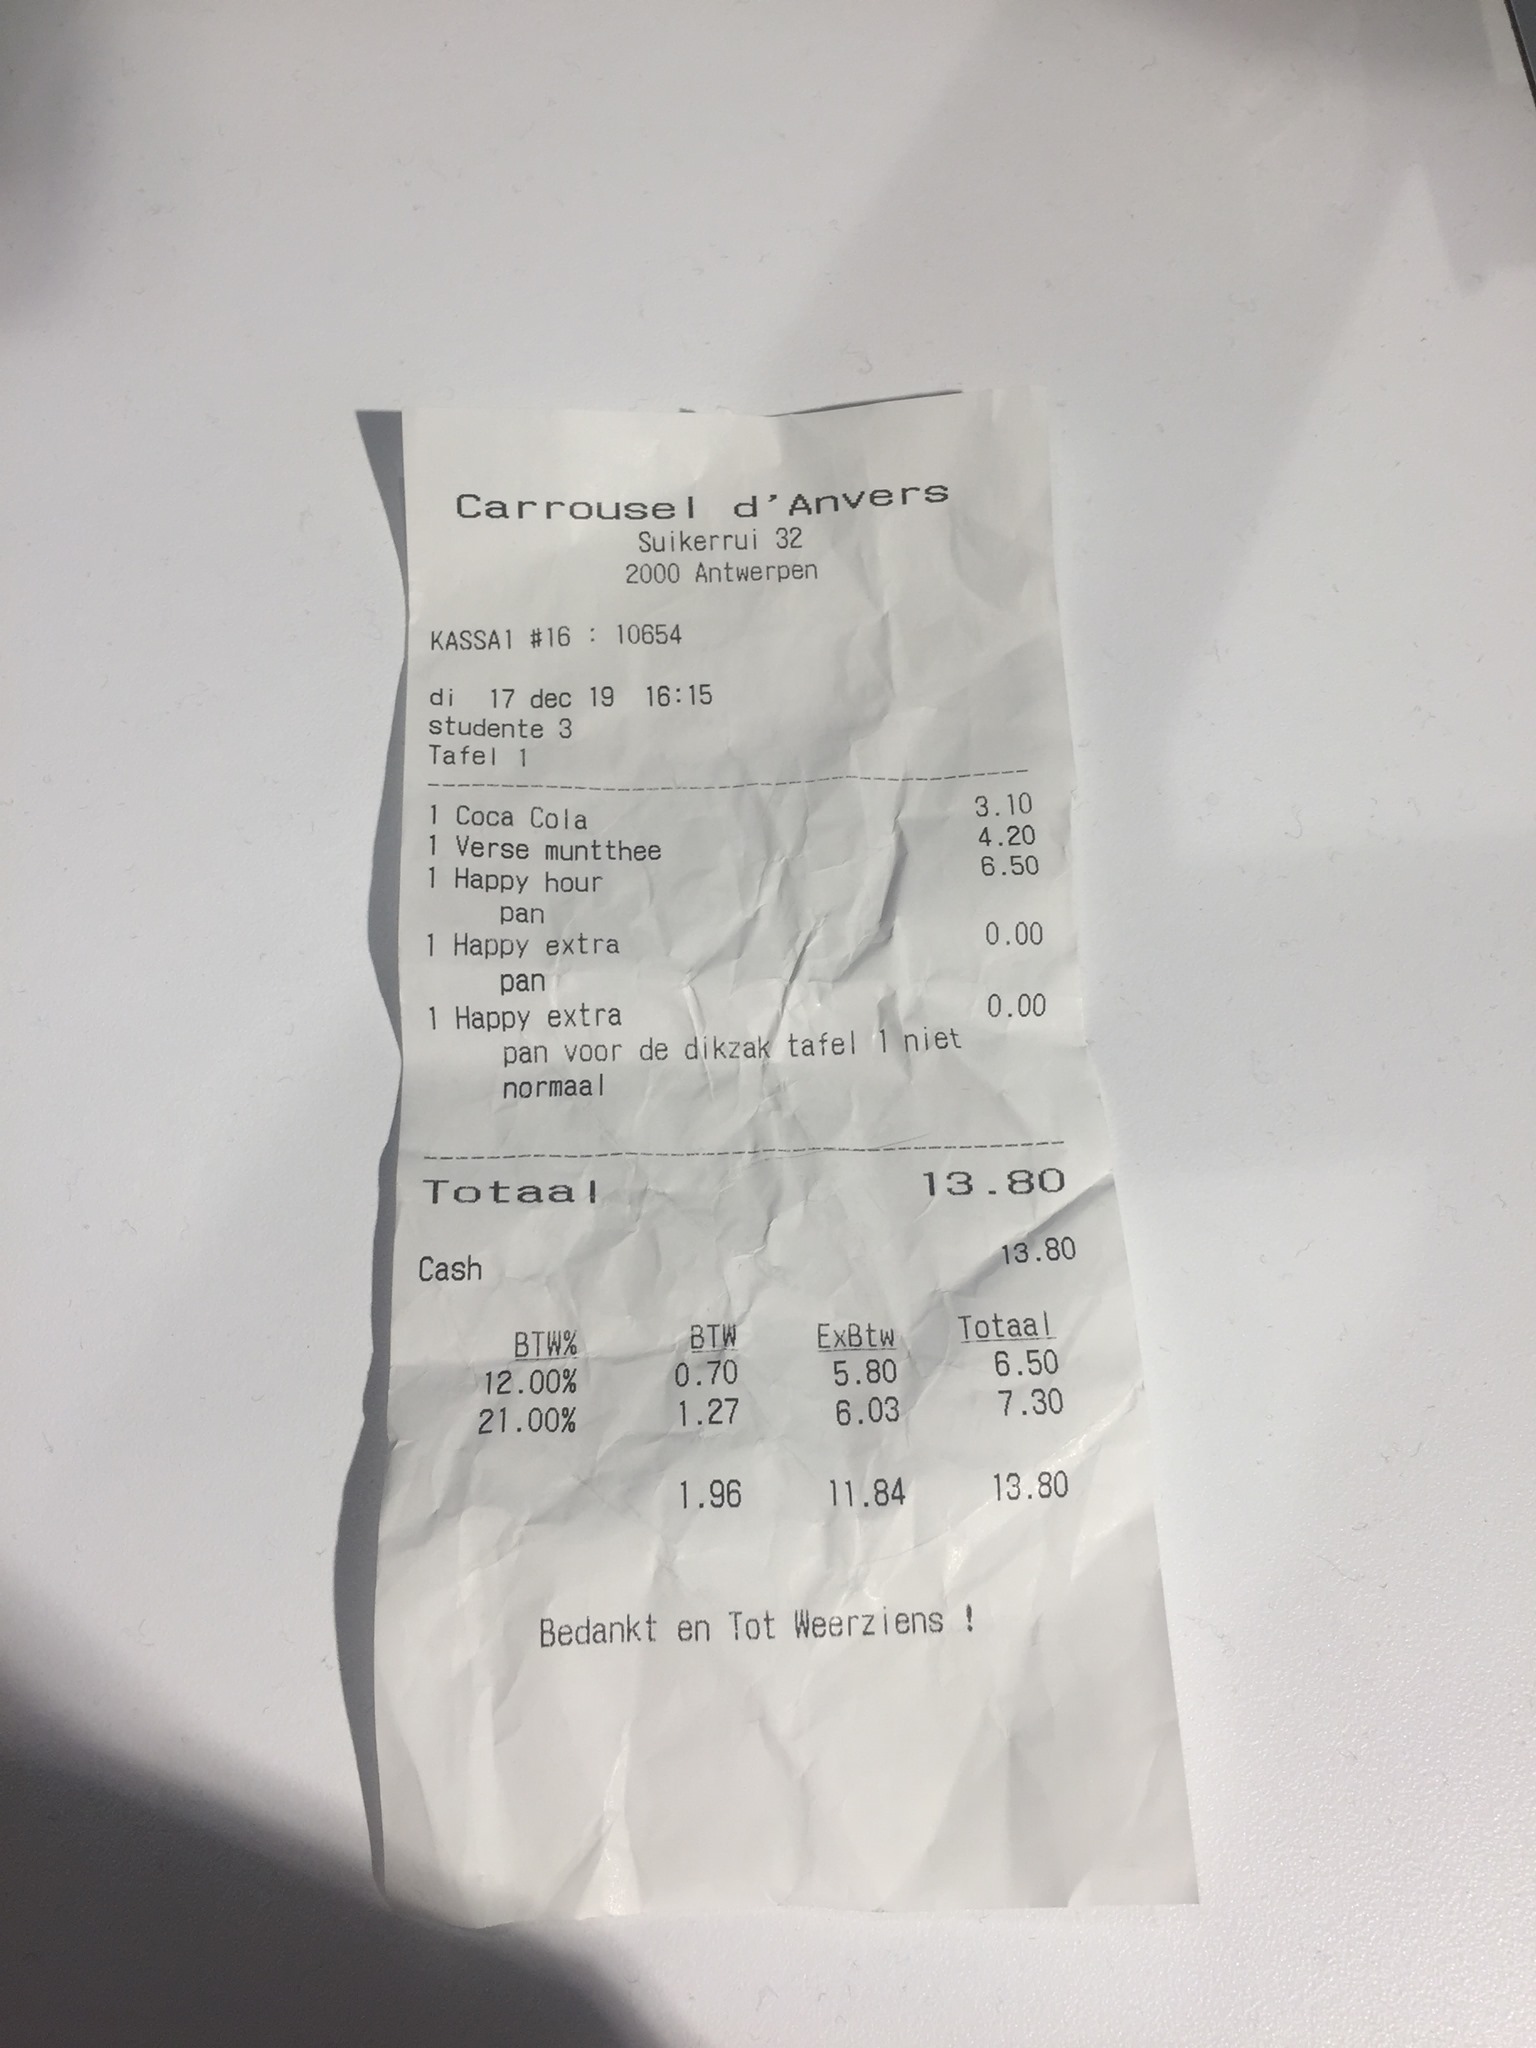 Carrousel d'Anvers
Suikerrui 32
2000 Antwerpen
KASSA1 #16 : 10654
di 17 dec 19 16:15
studente 3
Tafel 1
1 Coca Cola 3.10
1 Verse muntthee 4.20
1 Happy hour 6.50
pan
1 Happy extra 0.00
pan
1 Happy extra 0.00
pan voor de dikzak tafel 1 niet
normaal
Totaal 13.80
Cash 13.80
BTW% BTW ExBtw Totaal
12.00% 0.70 5.80 6.50
21.00% 1.27 6.03 7.30
1.96 11.84 13.80
Bedankt en Tot Weerziens !